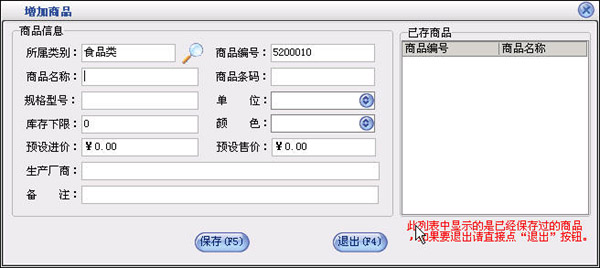 增加商品
商品信息
所属类别： 食品类 商品编号： 5200010
商品名称： 商品条码：
规格型号： 单 位：
库存下限： 0 颜 色：
预设进价： ￥0.00 预设售价： ￥0.00
生产厂商：
备 注：
保存(F5) 退出(F4)
已存商品
商品编号 商品名称
此列表中显示的是已经保存过的商品
，如果要退出请直接点“退出”按钮。